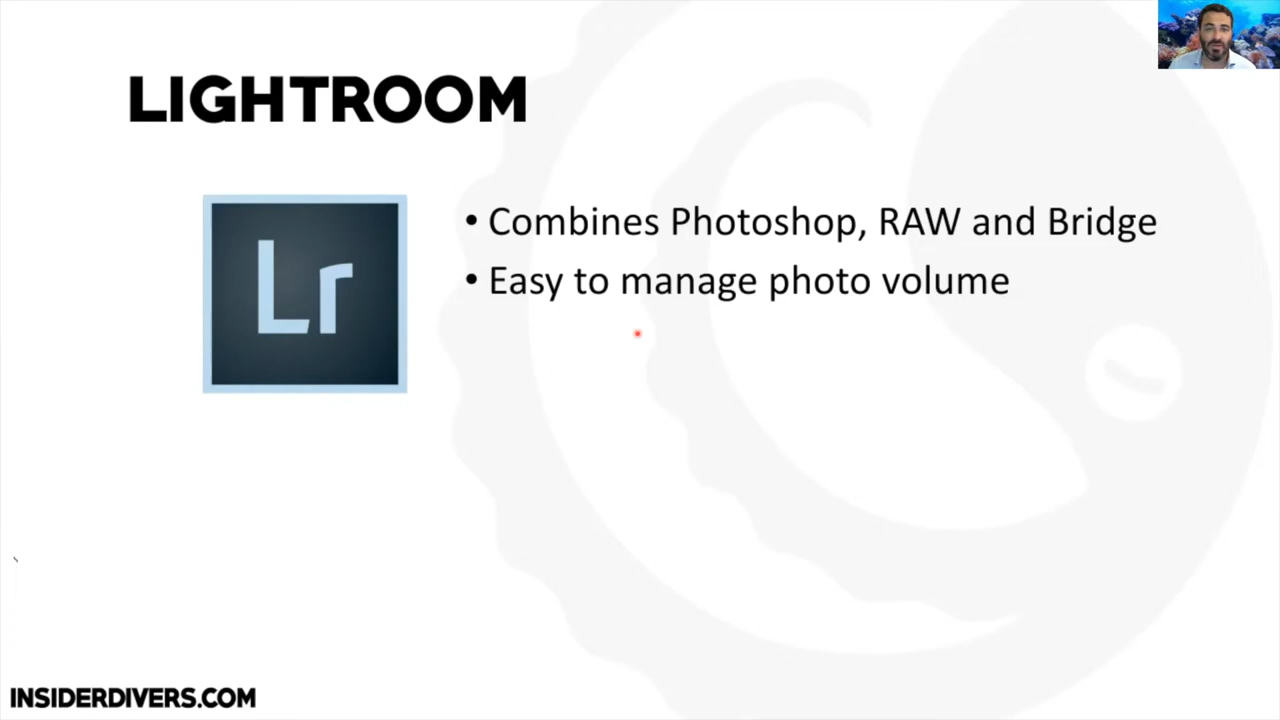 LIGHTROOM
Lr
• Combines Photoshop, RAW and Bridge
• Easy to manage photo volume
INSIDERDIVERS.COM